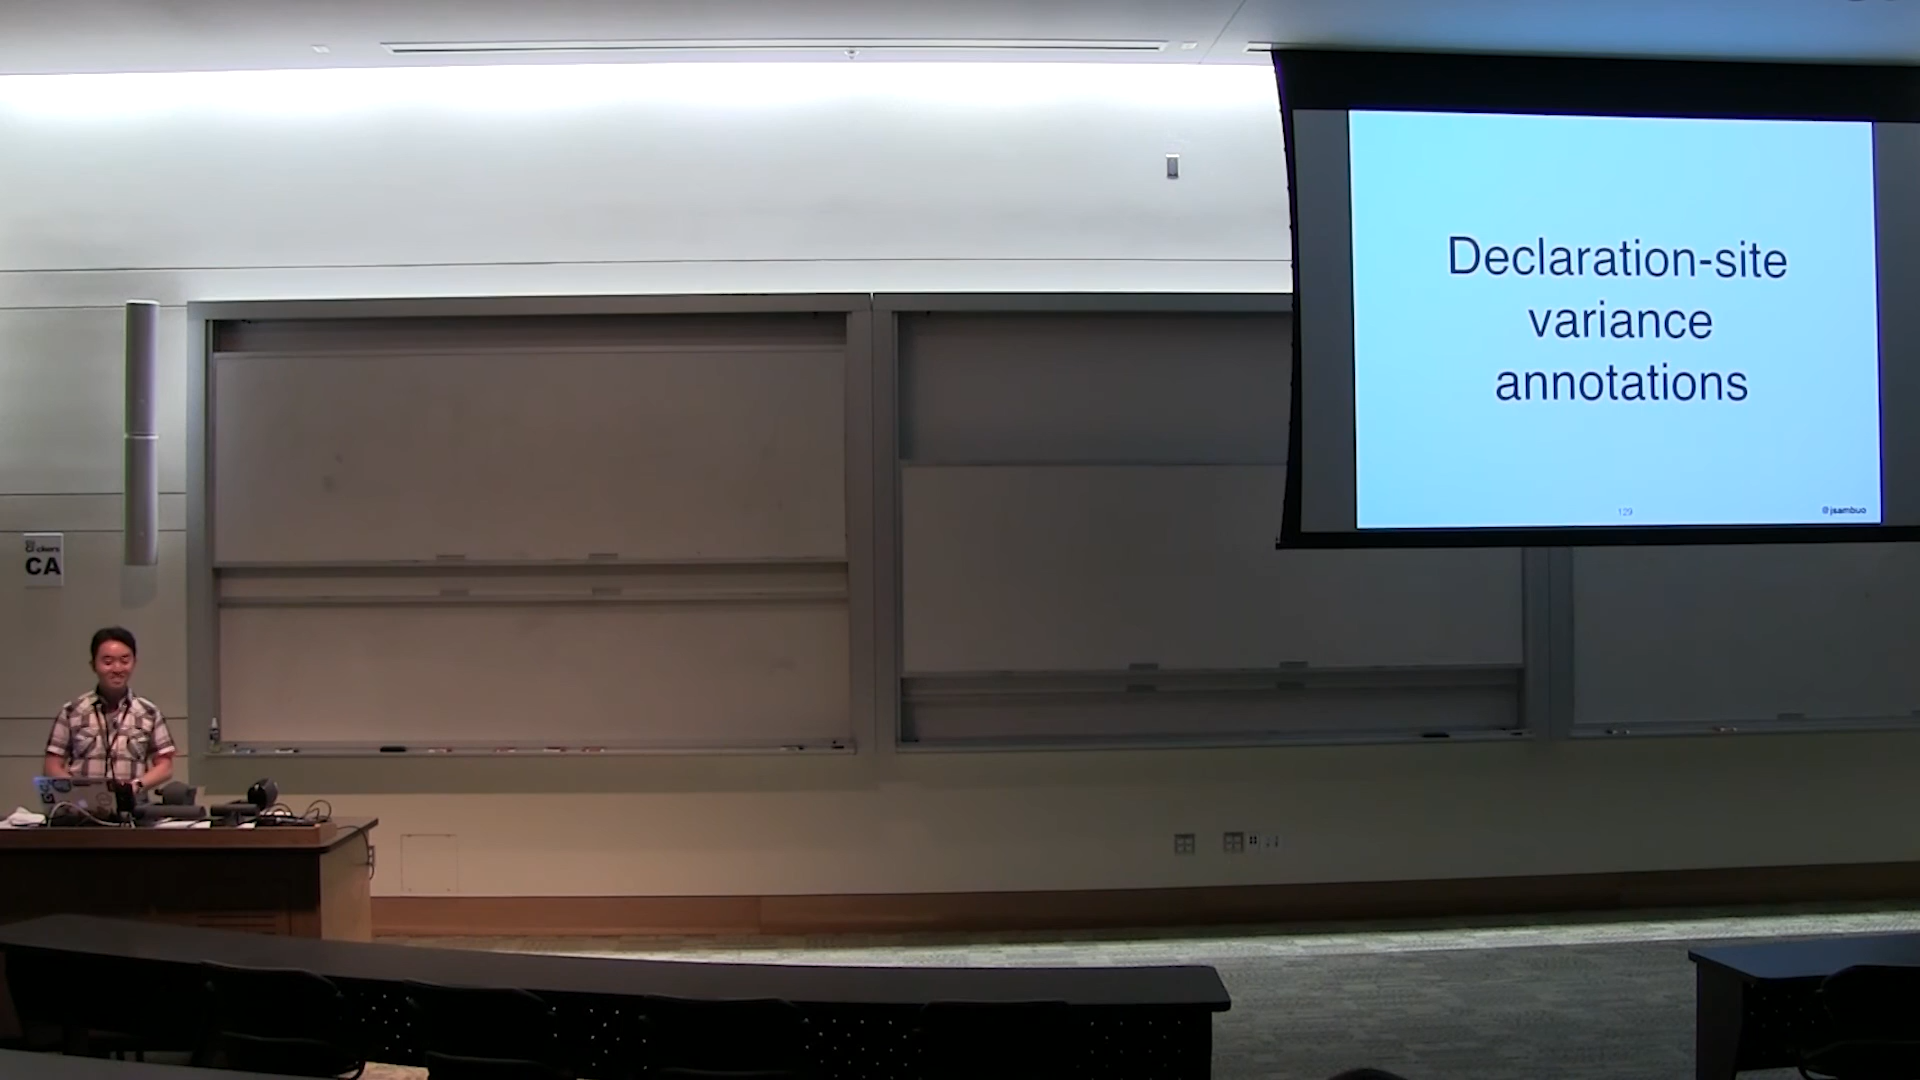 Declaration-site
variance
annotations
129
@jsambuo
CA